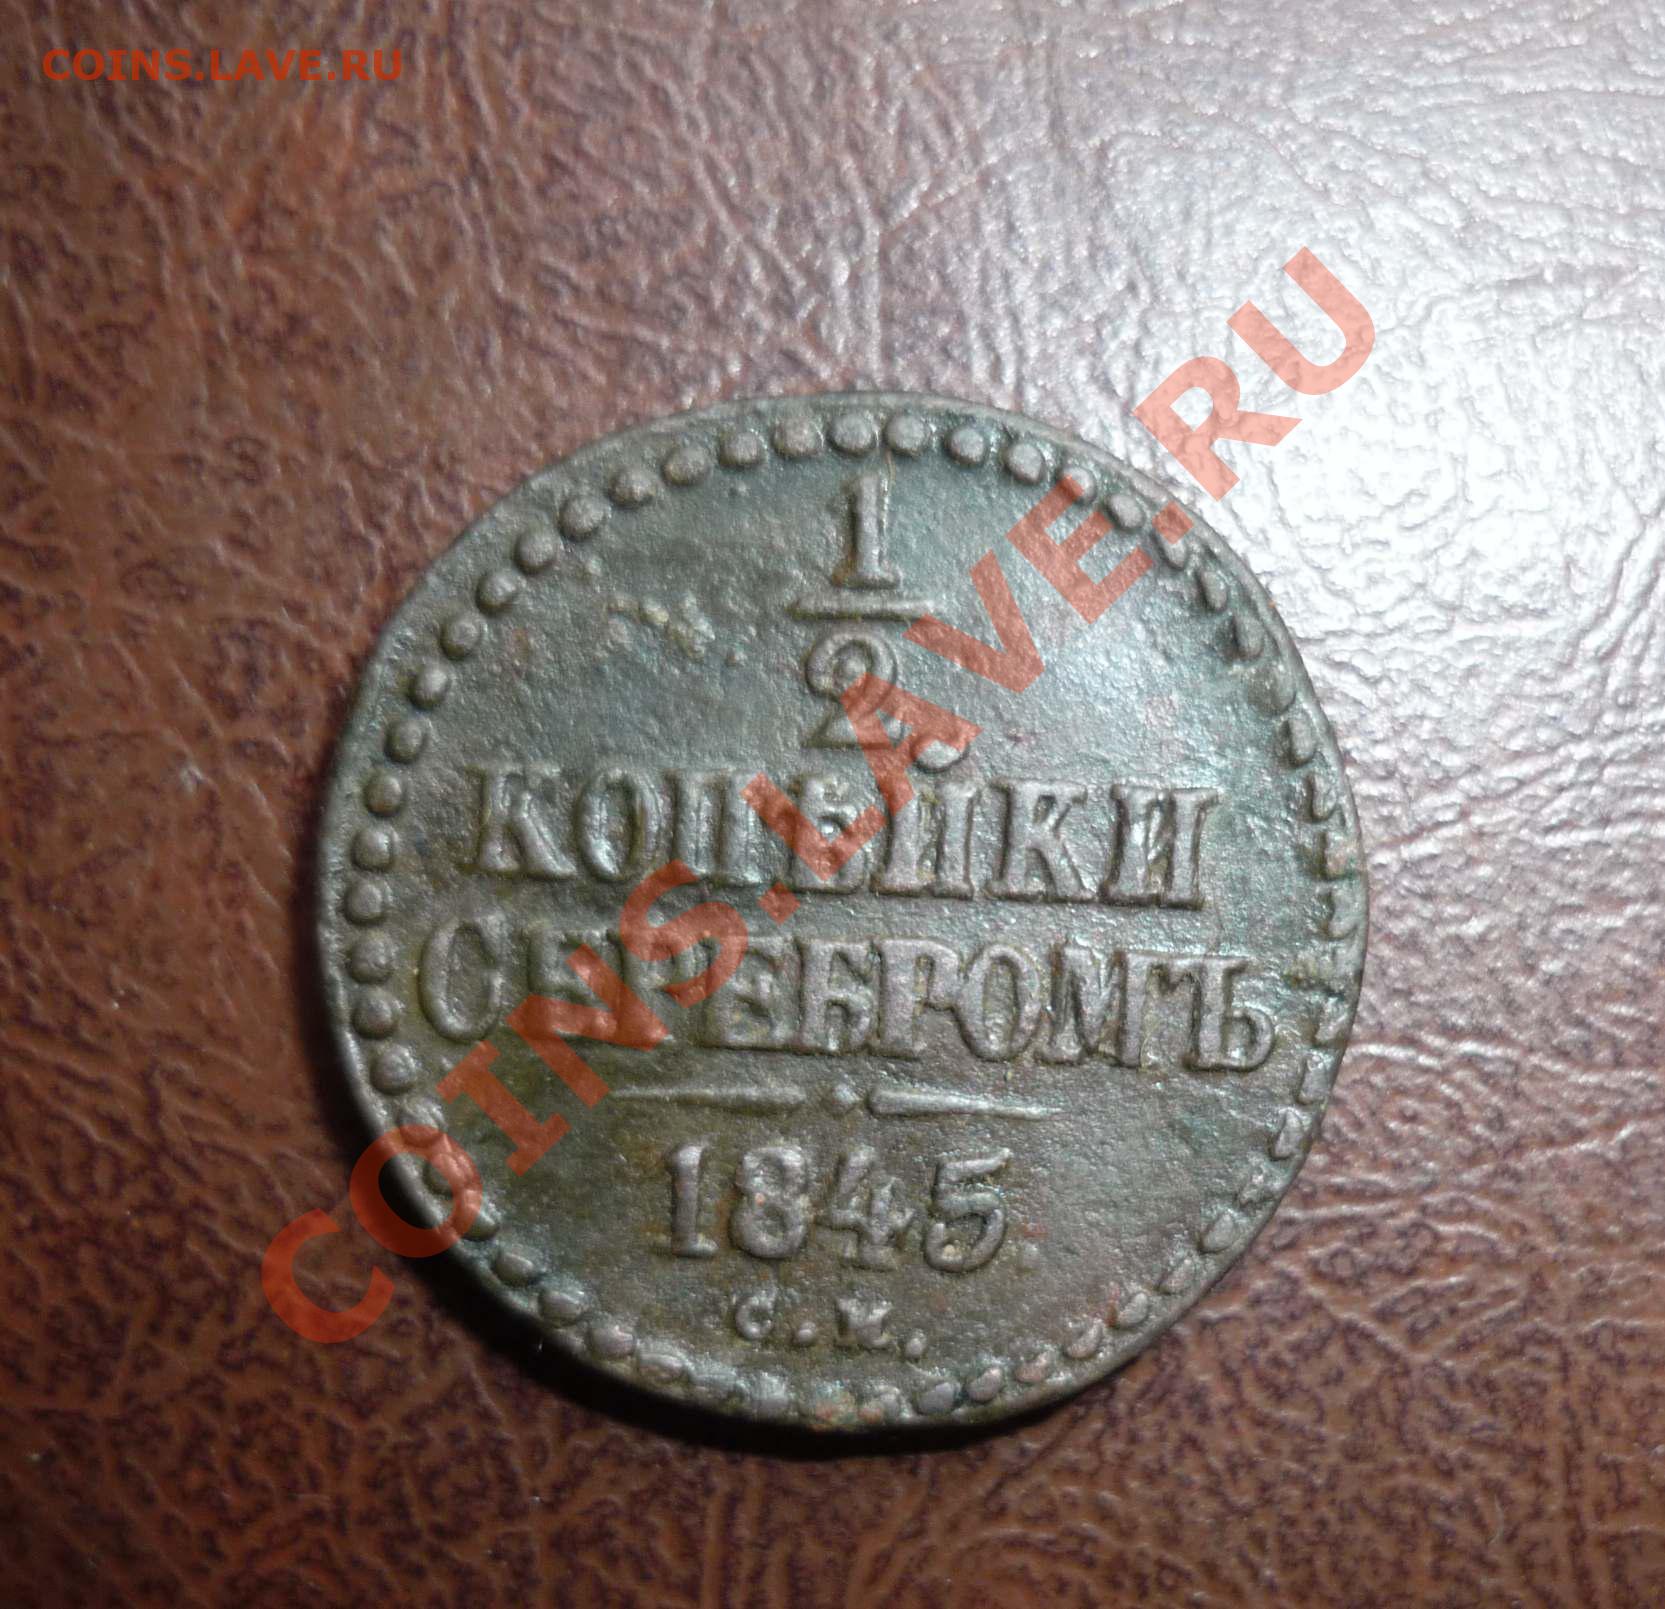 COINS.LAVE.RU
COINS.LAVE.RU
1
2
КОПѢЙКИ
СЕРЕБРОМЪ
1845
С.М.